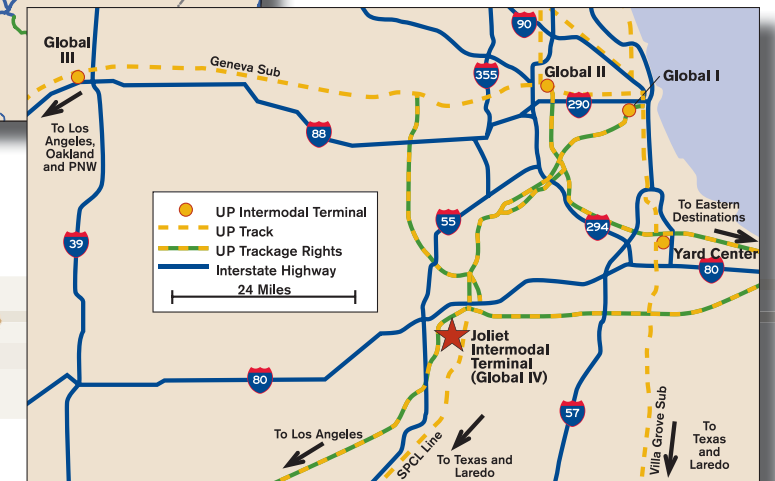 90
Global
III
Geneva Sub
355
Global II
Global I
290
To Los
Angeles,
Oakland
and PNW
88
UP Intermodal Terminal
UP Track
UP Trackage Rights
Interstate Highway
24 Miles
39
55
294
To Eastern
Destinations
Yard Center
80
Joliet
Intermodal
Terminal
(Global IV)
80
57
To Los Angeles
SPCL Line
To Texas and
Laredo
Villa Grove Sub
To
Texas
and
Laredo